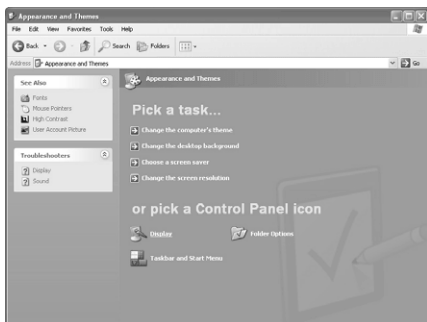 Appearance and Themes
File Edit View Favorites Tools Help
Back Search Folders
Address Appearance and Themes Go
See Also
Fonts
Mouse Pointers
High Contrast
User Account Picture
Troubleshooters
Display
Sound
Appearance and Themes
Pick a task...
Change the computer's theme
Change the desktop background
Choose a screen saver
Change the screen resolution
or pick a Control Panel icon
Display Folder Options
Taskbar and Start Menu